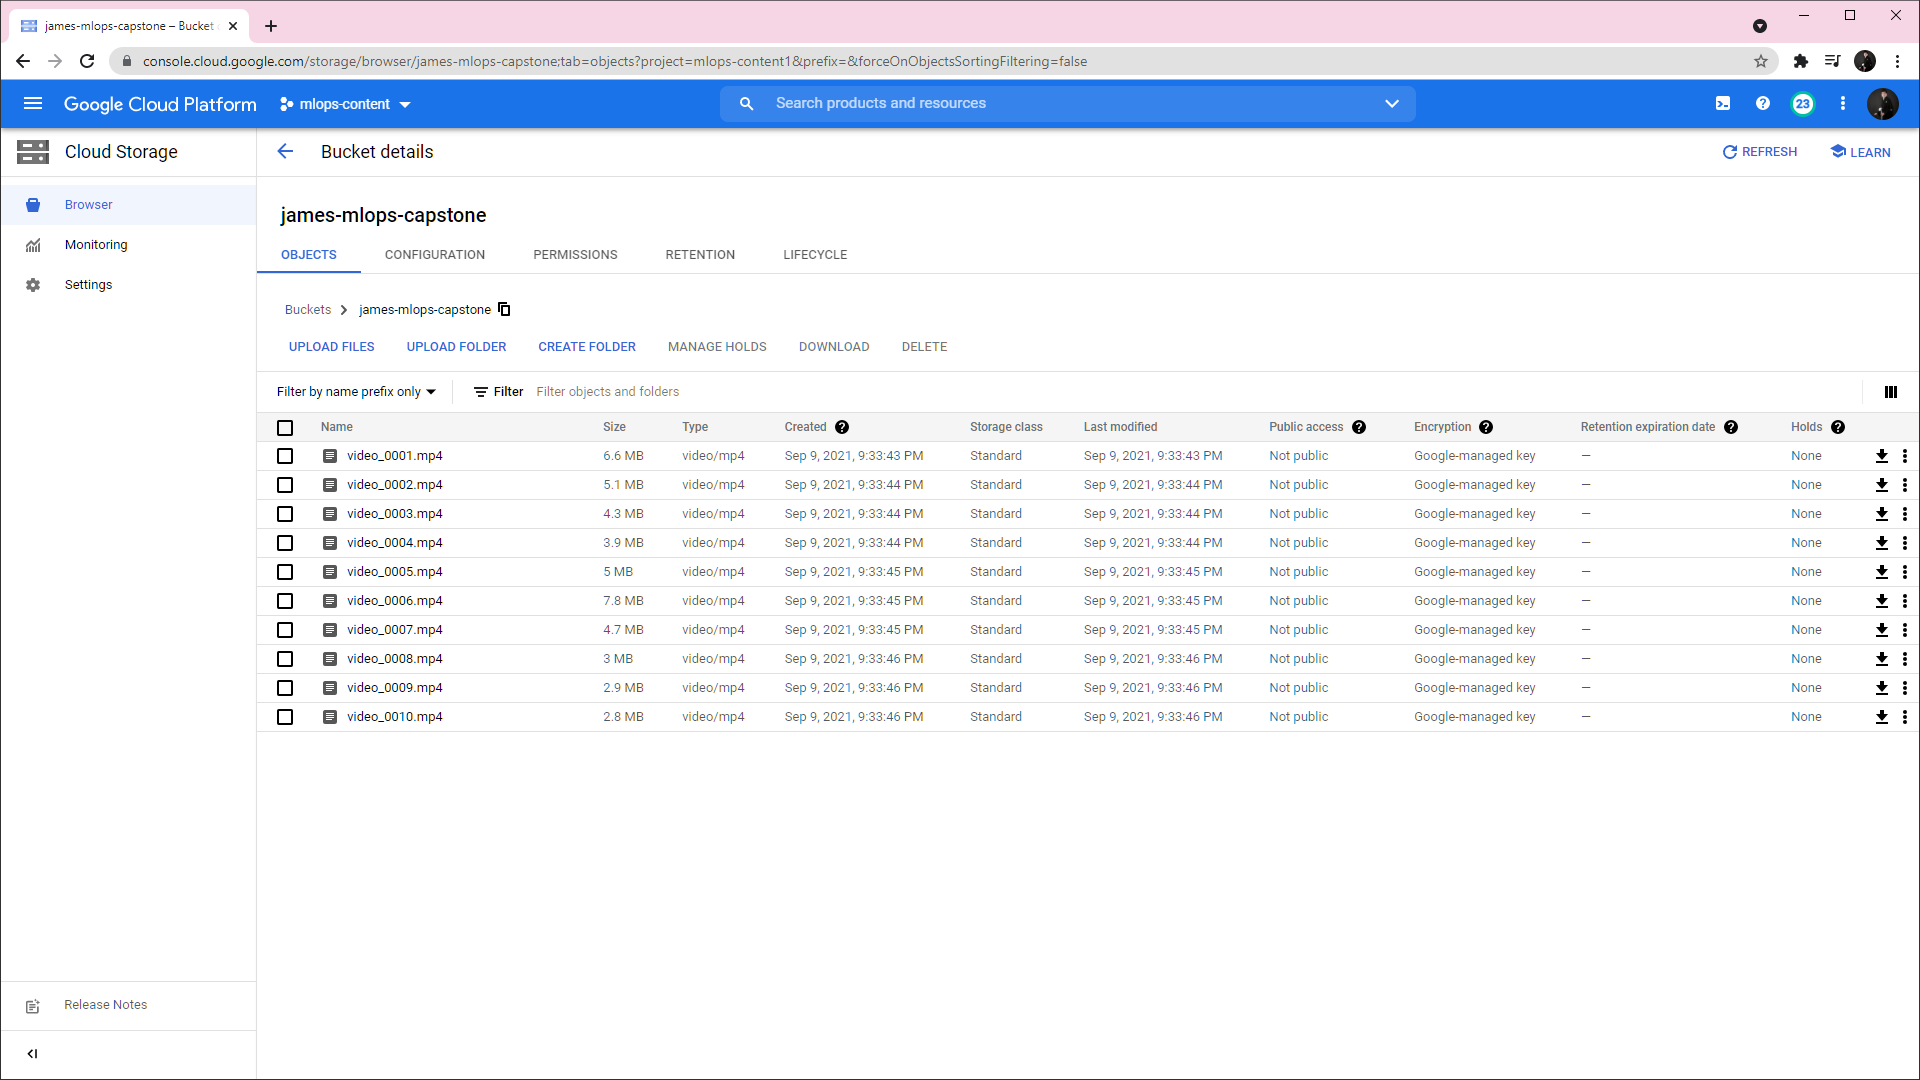 james-mlops-capstone – Bucket
console.cloud.google.com/storage/browser/james-mlops-capstone;tab=objects?project=mlops-content1&prefix=&forceOnObjectsSortingFiltering=false
Google Cloud Platform mlops-content Search products and resources 23
Cloud Storage Bucket details REFRESH LEARN
Browser
Monitoring
Settings
james-mlops-capstone
OBJECTS CONFIGURATION PERMISSIONS RETENTION LIFECYCLE
Buckets james-mlops-capstone
UPLOAD FILES UPLOAD FOLDER CREATE FOLDER MANAGE HOLDS DOWNLOAD DELETE
Filter by name prefix only Filter Filter objects and folders
Name Size Type Created Storage class Last modified Public access Encryption Retention expiration date Holds
video_0001.mp4 6.6 MB video/mp4 Sep 9, 2021, 9:33:43 PM Standard Sep 9, 2021, 9:33:43 PM Not public Google-managed key — None
video_0002.mp4 5.1 MB video/mp4 Sep 9, 2021, 9:33:44 PM Standard Sep 9, 2021, 9:33:44 PM Not public Google-managed key — None
video_0003.mp4 4.3 MB video/mp4 Sep 9, 2021, 9:33:44 PM Standard Sep 9, 2021, 9:33:44 PM Not public Google-managed key — None
video_0004.mp4 3.9 MB video/mp4 Sep 9, 2021, 9:33:44 PM Standard Sep 9, 2021, 9:33:44 PM Not public Google-managed key — None
video_0005.mp4 5 MB video/mp4 Sep 9, 2021, 9:33:45 PM Standard Sep 9, 2021, 9:33:45 PM Not public Google-managed key — None
video_0006.mp4 7.8 MB video/mp4 Sep 9, 2021, 9:33:45 PM Standard Sep 9, 2021, 9:33:45 PM Not public Google-managed key — None
video_0007.mp4 4.7 MB video/mp4 Sep 9, 2021, 9:33:45 PM Standard Sep 9, 2021, 9:33:45 PM Not public Google-managed key — None
video_0008.mp4 3 MB video/mp4 Sep 9, 2021, 9:33:46 PM Standard Sep 9, 2021, 9:33:46 PM Not public Google-managed key — None
video_0009.mp4 2.9 MB video/mp4 Sep 9, 2021, 9:33:46 PM Standard Sep 9, 2021, 9:33:46 PM Not public Google-managed key — None
video_0010.mp4 2.8 MB video/mp4 Sep 9, 2021, 9:33:46 PM Standard Sep 9, 2021, 9:33:46 PM Not public Google-managed key — None
Release Notes